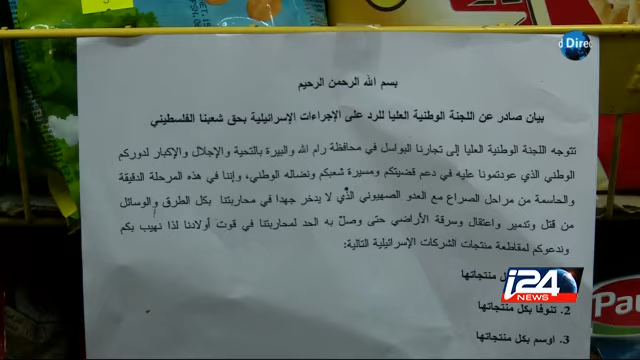 d Direc
بسم الله الرحمن الرحيم
بيان صادر عن اللجنة الوطنية العليا للرد على الإجراءات الإسرائيلية بحق شعبنا الفلسطيني
تتوجه اللجنة الوطنية العليا إلى تجارنا البواسل في محافظة رام الله والبيرة بالتحية والإجلال والإكبار لدوركم
الوطني الذي عودتمونا عليه في دعم قضيتكم ومسيرة شعبكم ونضاله الوطني، وإننا في هذه المرحلة الدقيقة
والحاسمة من مراحل الصراع مع العدو الصهيوني الذي لا يدخر جهدا في محاربتنا بكل الطرق والوسائل
من قتل وتدمير واعتقال وسرقة الأراضي حتى وصل به الحد لمحاربتنا في قوت أولادنا لذا نهيب بكم
وندعوكم لمقاطعة منتجات الشركات الإسرائيلية التالية:
منتجاتها
2. تنوفا بكل منتجاتها
3. اوسم بكل منتجاتها
i24
NEWS
Pau